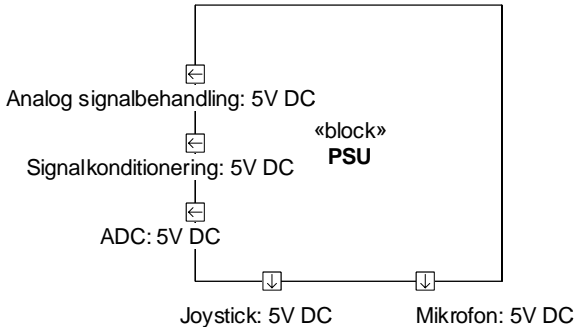 Analog signalbehandling: 5V DC
«block»
PSU
Signalkonditionering: 5V DC
ADC: 5V DC
Joystick: 5V DC
Mikrofon: 5V DC